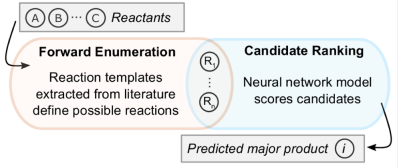 A B ··· C Reactants
Forward Enumeration
Reaction templates
extracted from literature
define possible reactions
R1
⋮
Rn
Candidate Ranking
Neural network model
scores candidates
Predicted major product i